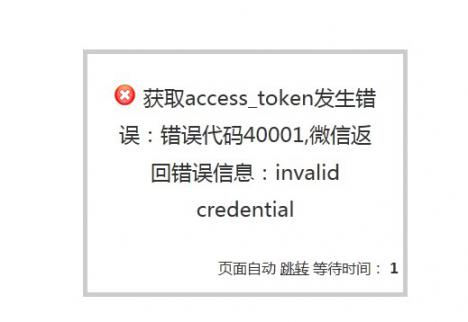 获取access_token发生错
误：错误代码40001,微信返
回错误信息：invalid
credential
页面自动 跳转 等待时间： 1